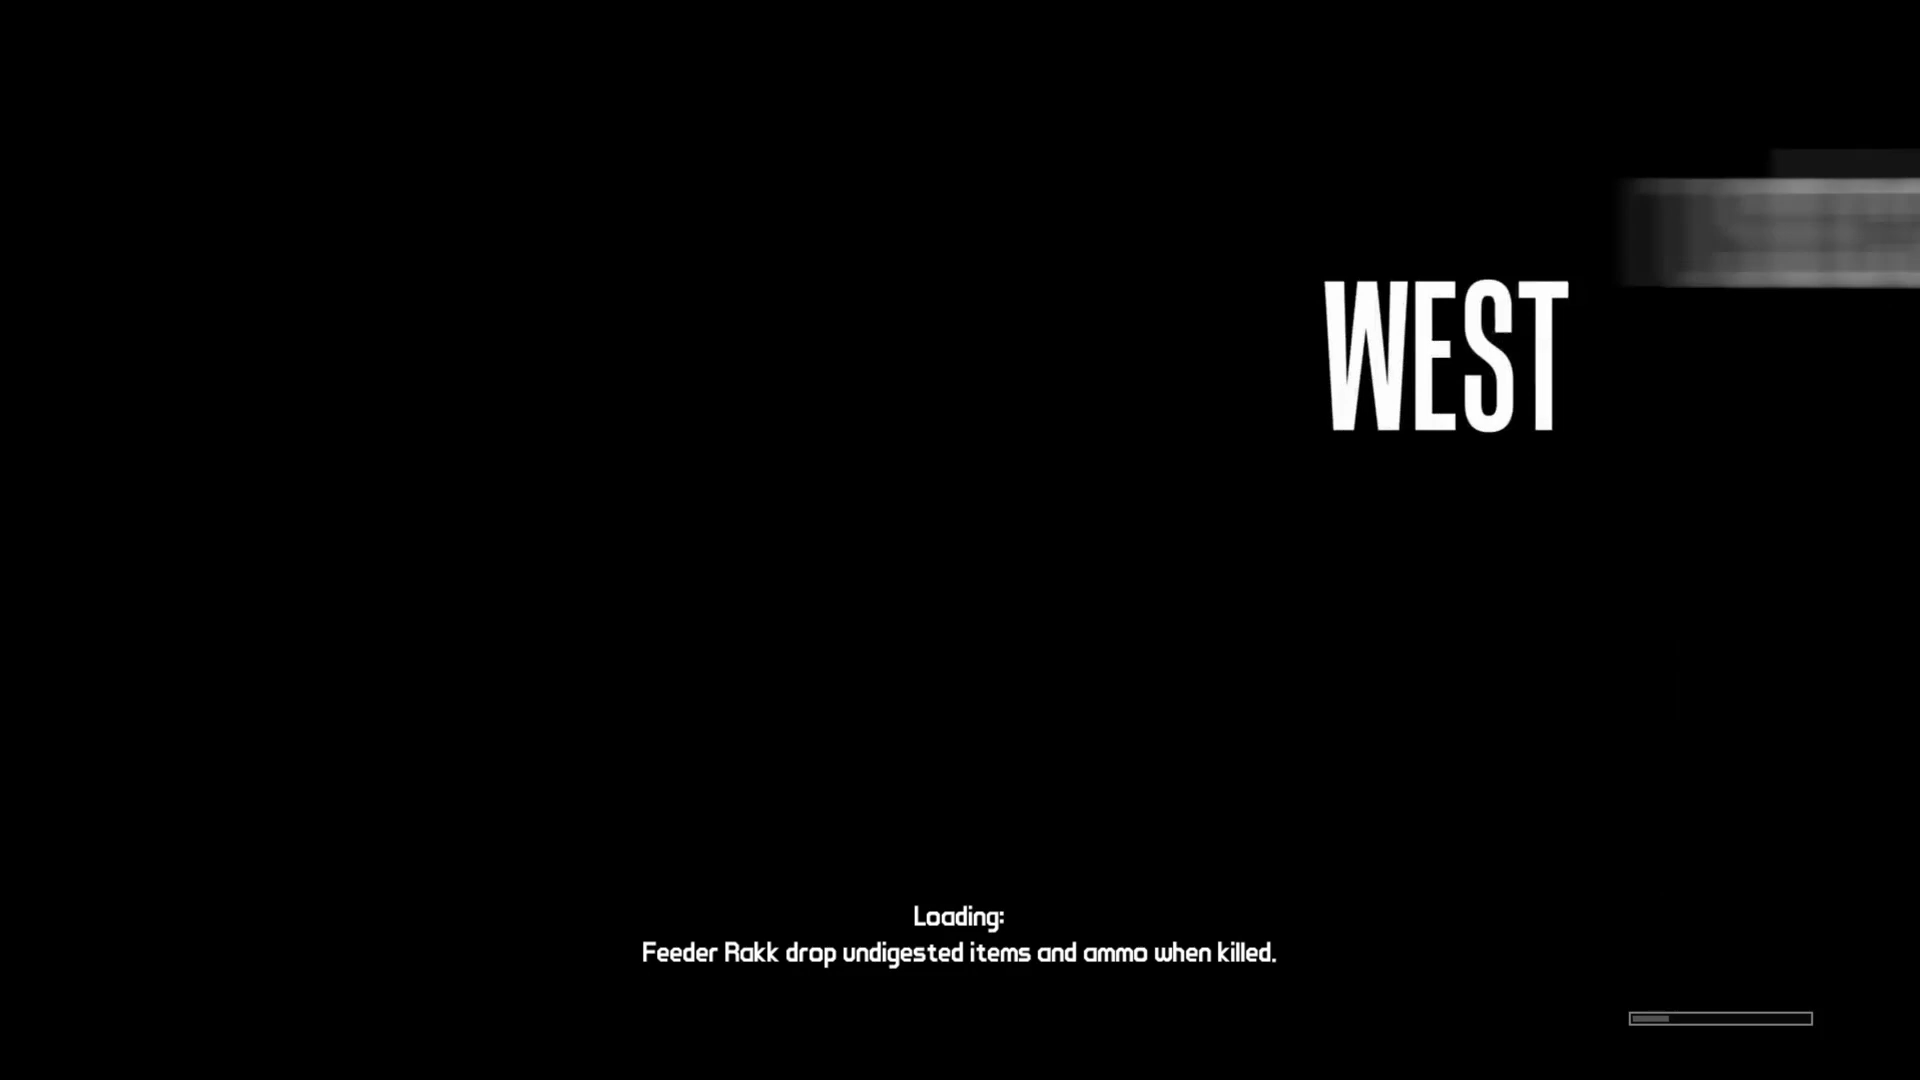 WEST
Loading:
Feeder Rakk drop undigested items and ammo when killed.